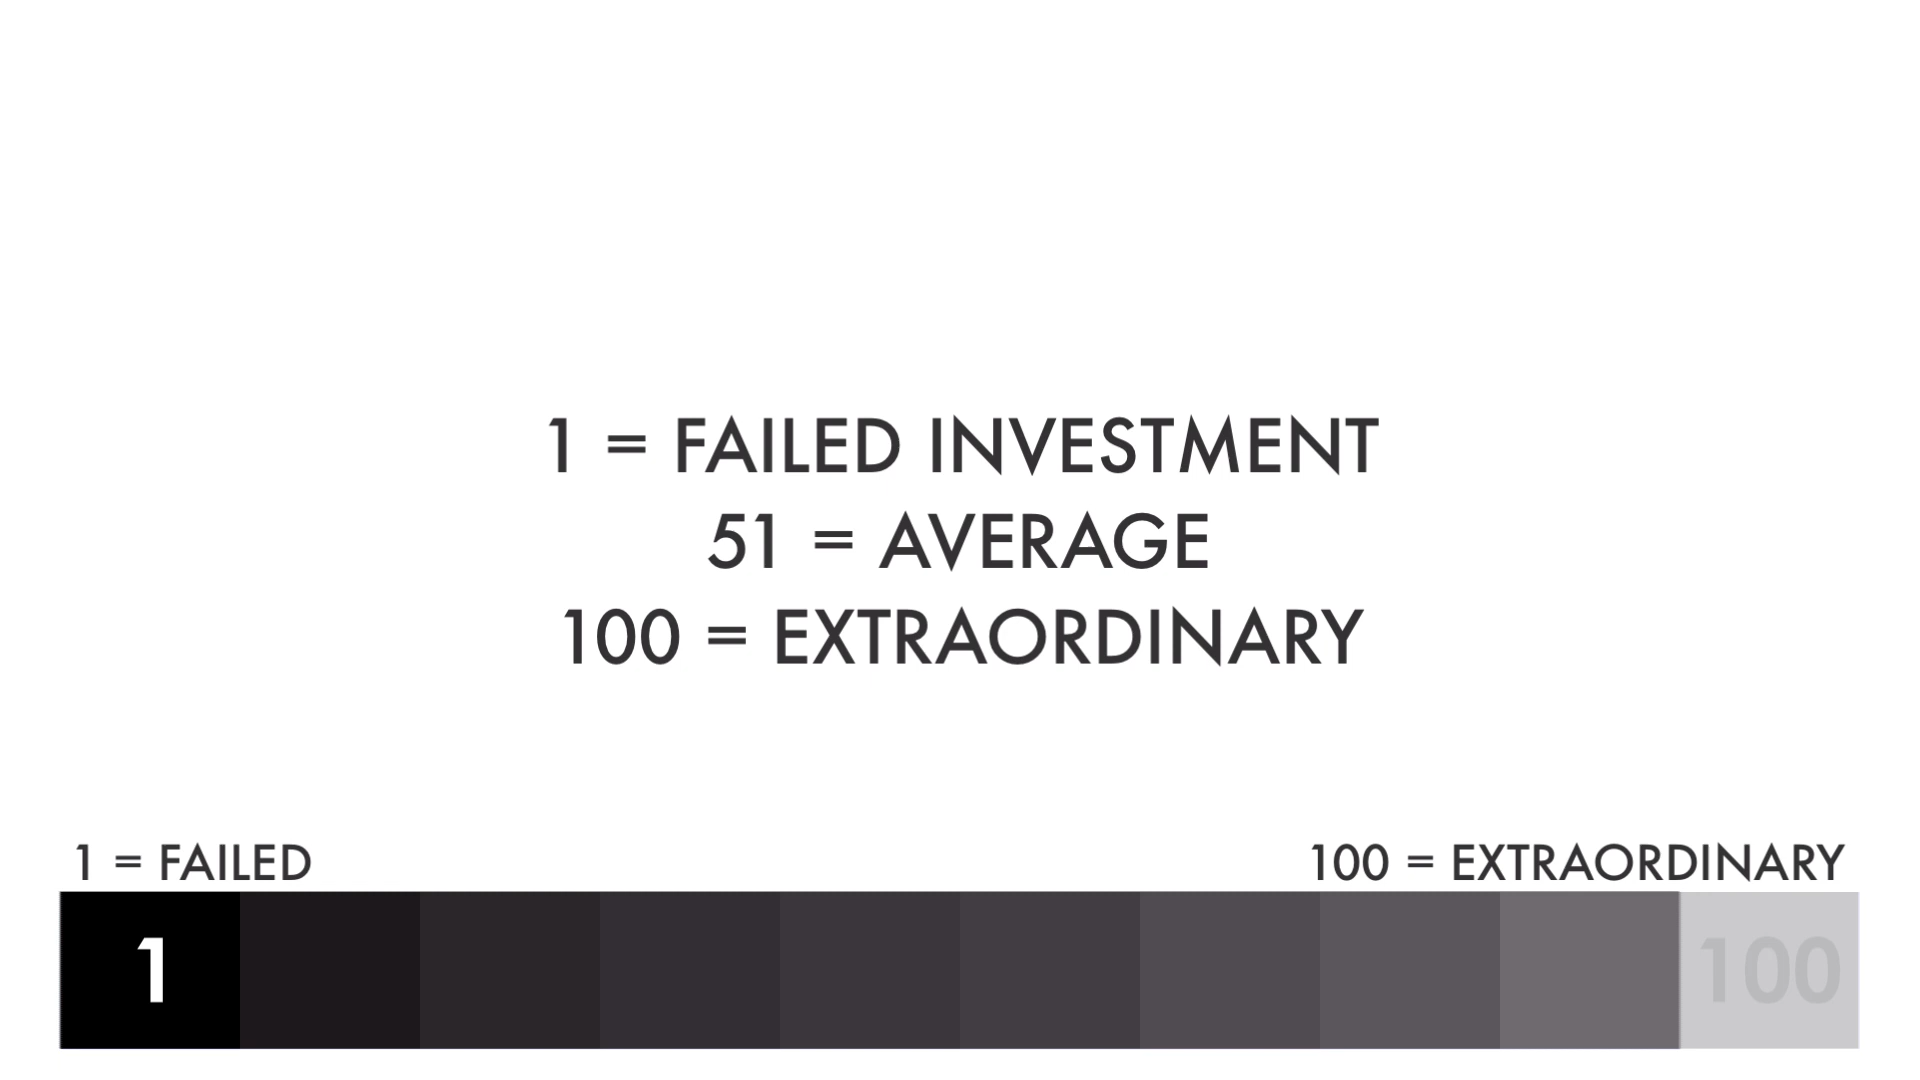 1 = FAILED INVESTMENT
51 = AVERAGE
100 = EXTRAORDINARY
1 = FAILED
100 = EXTRAORDINARY
1
100